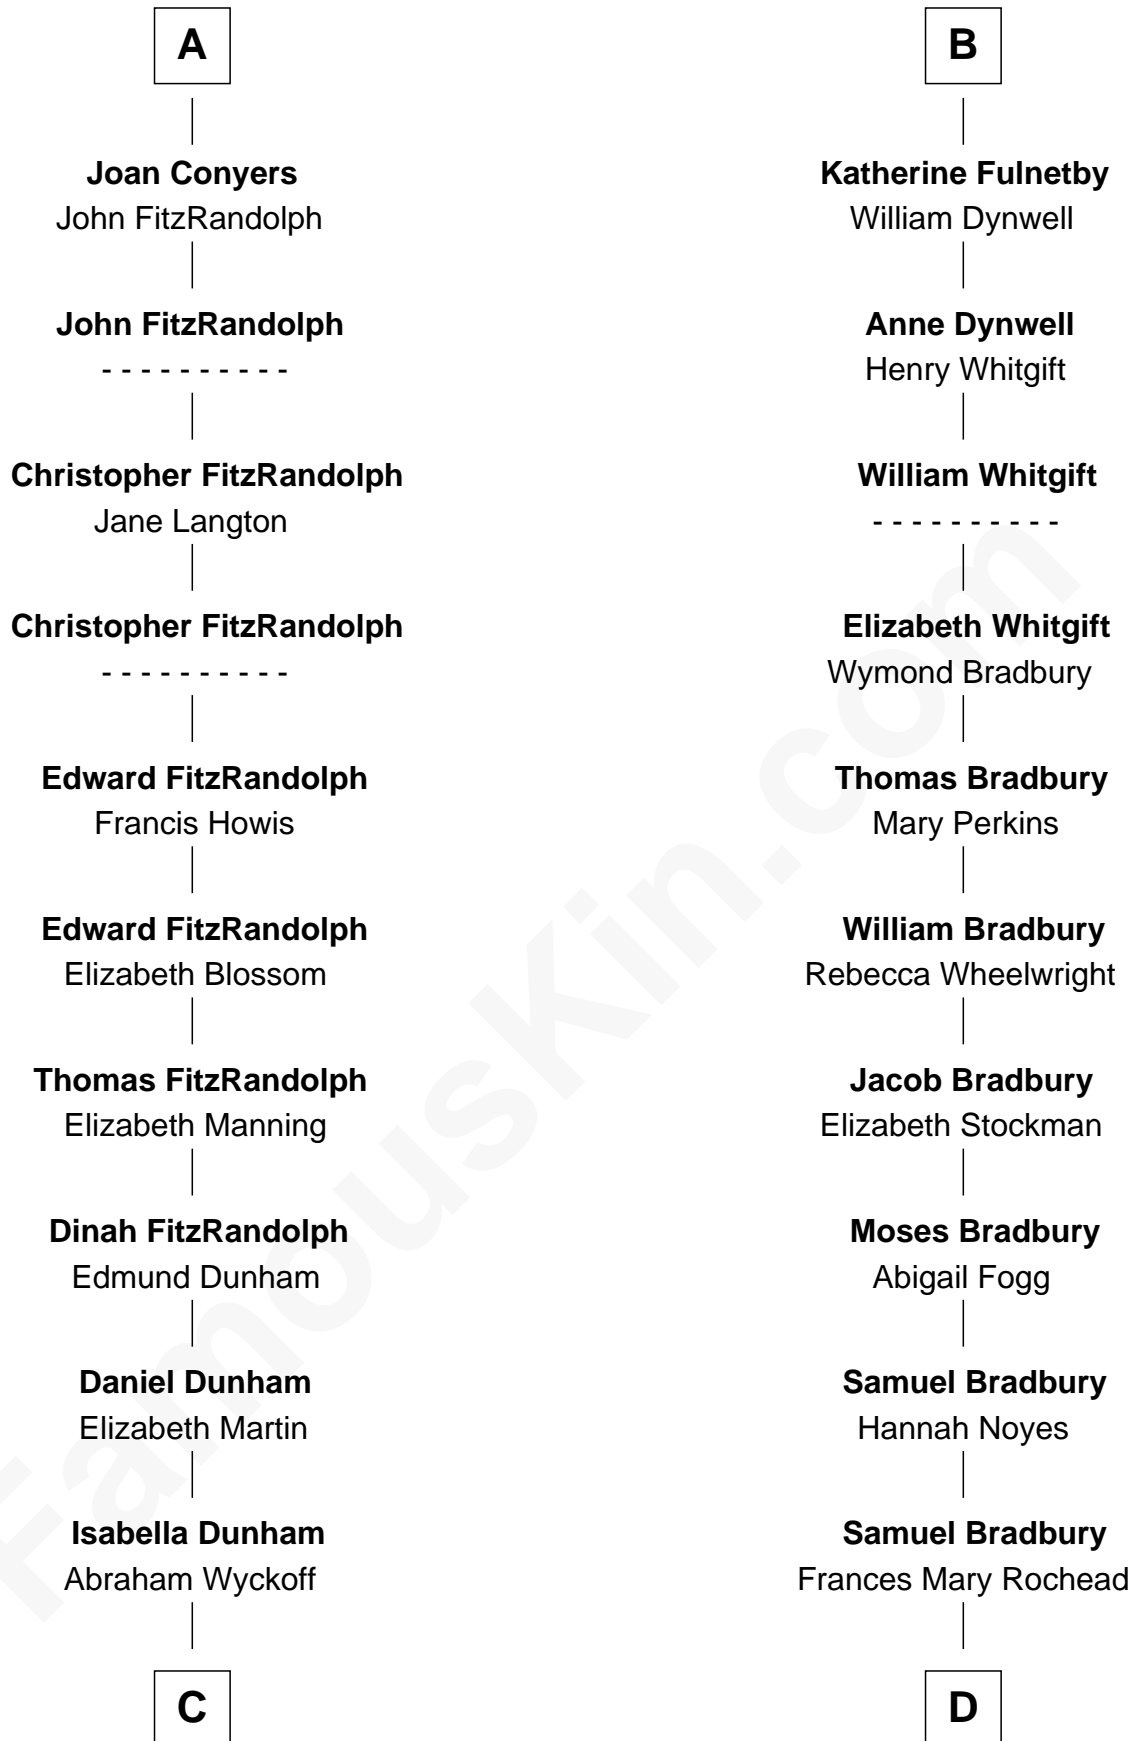 A
Joan Conyers
John FitzRandolph
John FitzRandolph
- - - - - - - - - -
Christopher FitzRandolph
Jane Langton
Christopher FitzRandolph
- - - - - - - - - -
Edward FitzRandolph
Francis Howis
Edward FitzRandolph
Elizabeth Blossom
Thomas FitzRandolph
Elizabeth Manning
Dinah FitzRandolph
Edmund Dunham
Daniel Dunham
Elizabeth Martin
Isabella Dunham
Abraham Wyckoff
C
B
Katherine Fulnetby
William Dynwell
Anne Dynwell
Henry Whitgift
William Whitgift
- - - - - - - - - -
Elizabeth Whitgift
Wymond Bradbury
Thomas Bradbury
Mary Perkins
William Bradbury
Rebecca Wheelwright
Jacob Bradbury
Elizabeth Stockman
Moses Bradbury
Abigail Fogg
Samuel Bradbury
Hannah Noyes
Samuel Bradbury
Frances Mary Rochead
D
FamousKin.com